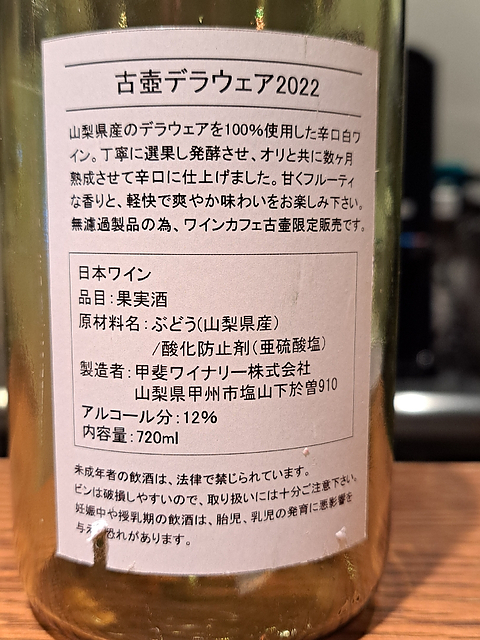 古壺デラウェア2022
山梨県産のデラウェアを100%使用した辛口白ワ
イン。丁寧に選果し発酵させ、オリと共に数ヶ月
熟成させて辛口に仕上げました。甘くフルーティ
な香りと、軽快で爽やか味わいをお楽しみ下さい。
無濾過製品の為、ワインカフェ古壷限定販売です。
日本ワイン
品目:果実酒
原材料名:ぶどう(山梨県産)
/酸化防止剤(亜硫酸塩)
製造者:甲斐ワイナリー株式会社
山梨県甲州市塩山下於曽910
アルコール分:12%
内容量:720ml
未成年者の飲酒は、法律で禁じられています。
ビンは破損しやすいので、取り扱いには十分ご注意下さい。
妊娠中や授乳期の飲酒は、胎児、乳児の発育に悪影響を
与え 恐れがあります。